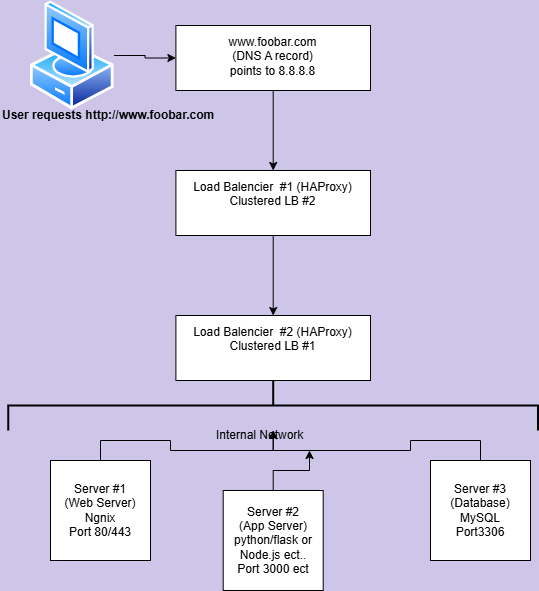 www.foobar.com
(DNS A record)
points to 8.8.8.8
User requests http://www.foobar.com
Load Balencier #1 (HAProxy)
Clustered LB #2
Load Balencier #2 (HAProxy)
Clustered LB #1
Internal Network
Server #1
(Web Server)
Ngnix
Port 80/443
Server #2
(App Server)
python/flask or
Node.js ect..
Port 3000 ect
Server #3
(Database)
MySQL
Port3306